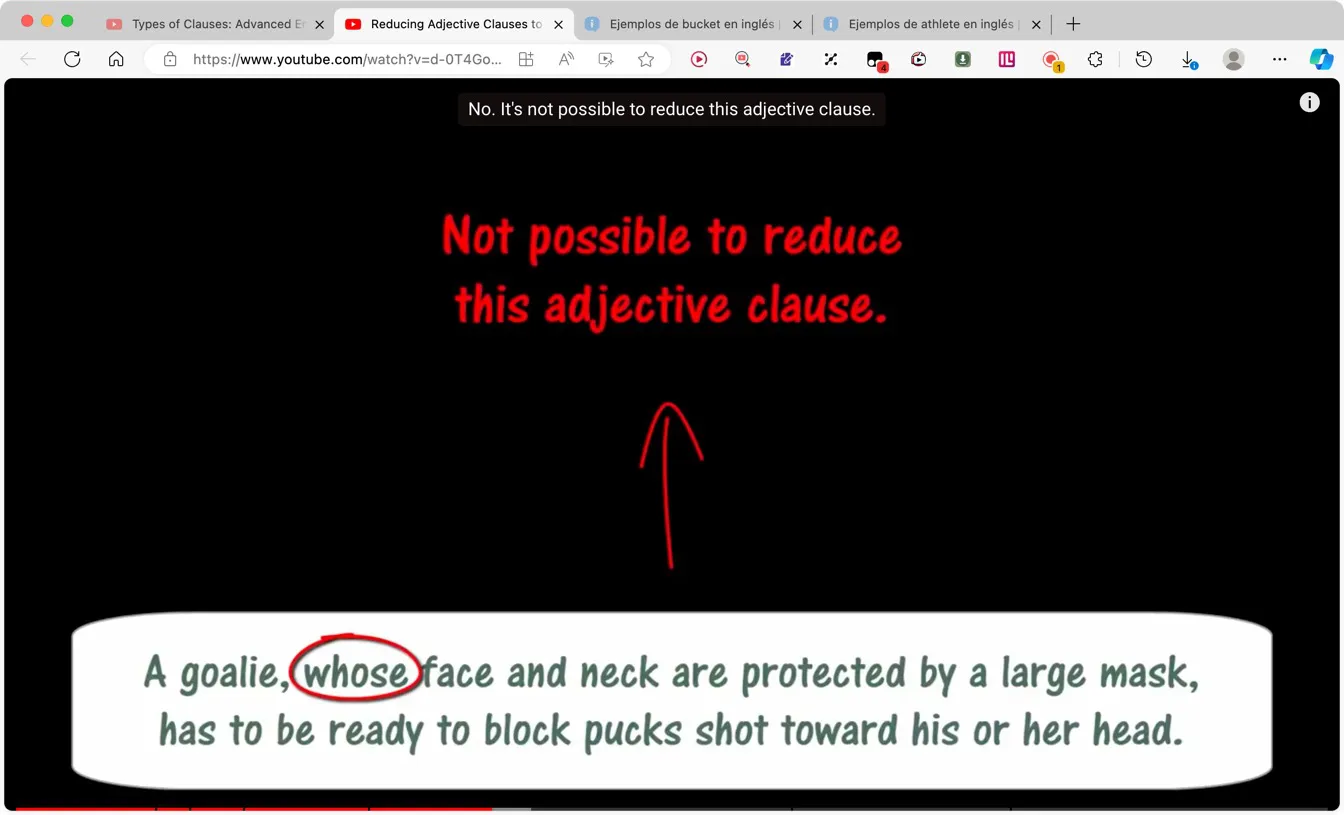 Types of Clauses: Advanced En
Reducing Adjective Clauses to
Ejemplos de bucket en inglés |
Ejemplos de athlete en inglés |
https://www.youtube.com/watch?v=d-0T4Go...
4
1
No. It's not possible to reduce this adjective clause.
Not possible to reduce
this adjective clause.
A goalie, whose face and neck are protected by a large mask,
has to be ready to block pucks shot toward his or her head.